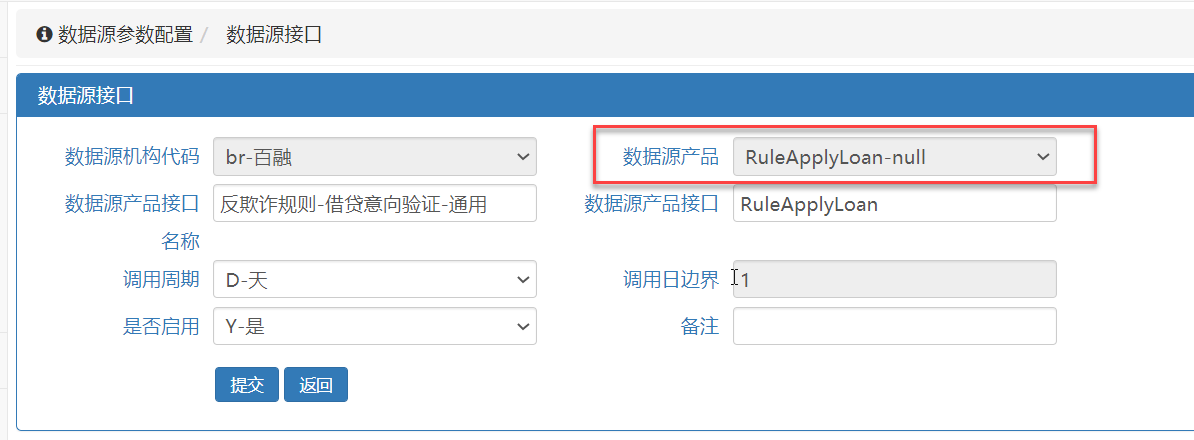 数据源参数配置 / 数据源接口
数据源接口
数据源机构代码 br-百融 数据源产品 RuleApplyLoan-null
数据源产品接口 反欺诈规则-借贷意向验证-通用 数据源产品接口 RuleApplyLoan
名称
调用周期 D-天 调用日边界 1
是否启用 Y-是 备注
提交 返回